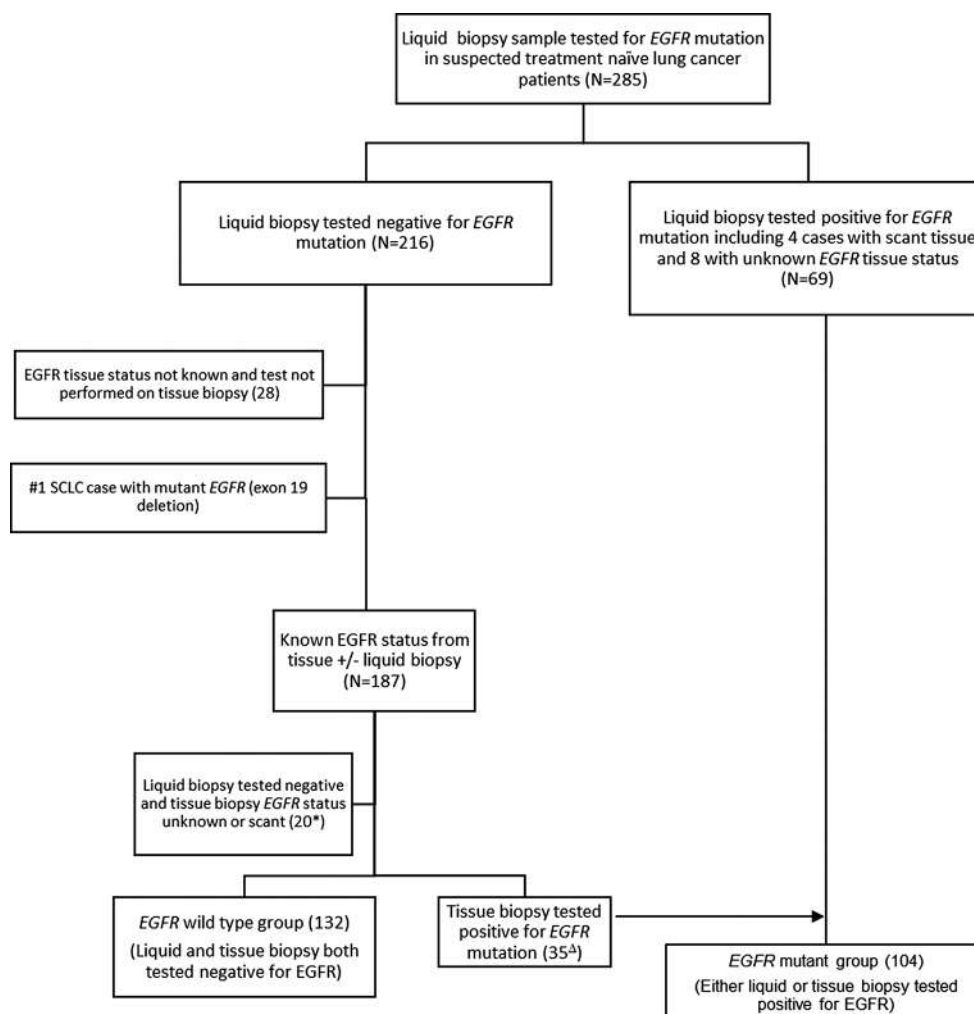 Liquid biopsy sample tested for EGFR mutation
in suspected treatment naïve lung cancer
patients (N=285)
Liquid biopsy tested negative for EGFR
mutation (N=216)
Liquid biopsy tested positive for EGFR
mutation including 4 cases with scant tissue
and 8 with unknown EGFR tissue status
(N=69)
EGFR tissue status not known and test not
performed on tissue biopsy (28)
#1 SCLC case with mutant EGFR (exon 19
deletion)
Known EGFR status from
tissue +/- liquid biopsy
(N=187)
Liquid biopsy tested negative
and tissue biopsy EGFR status
unknown or scant (20*)
EGFR wild type group (132)
(Liquid and tissue biopsy both
tested negative for EGFR)
Tissue biopsy tested
positive for EGFR
mutation (35Δ)
EGFR mutant group (104)
(Either liquid or tissue biopsy tested
positive for EGFR)